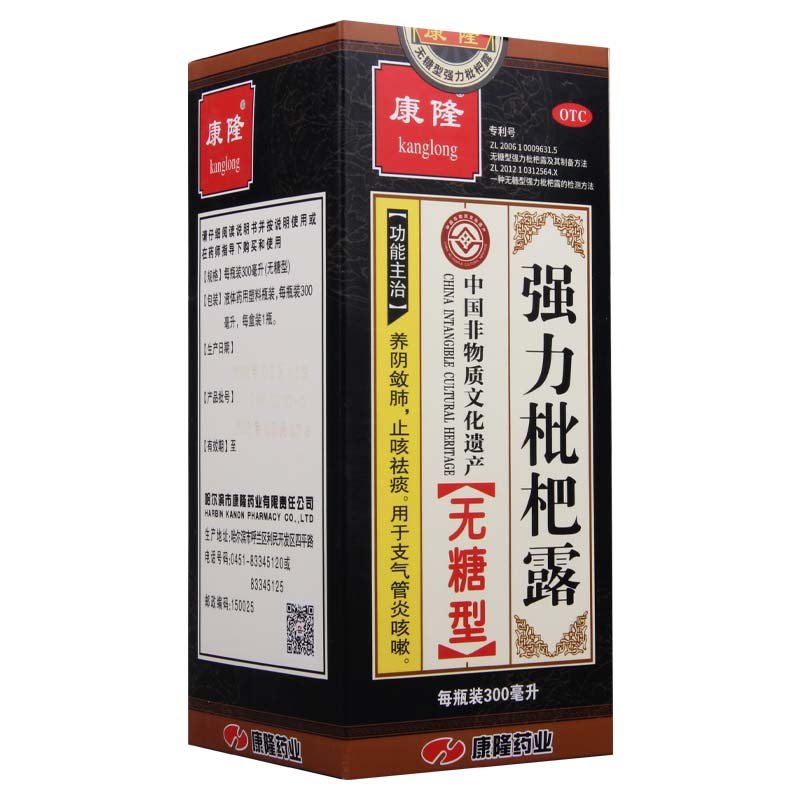 康隆
kanglong
请仔细阅读说明书并按说明使用或
在药师指导下购买和使用
【规格】每瓶装300毫升(无糖型)
【包装】液体药用塑料瓶装,每瓶装300
毫升,每盒装1瓶。
【生产日期】
【产品批号】
【有效期】至
哈尔滨市康隆药业有限责任公司
HARBIN KANON PHARMACY CO.,LTD
生产地址:哈尔滨市呼兰区利民开发区四平路
电话号码:0451-83345120或
83345125
邮政编码:150025
康隆药业
康隆
无糖型强力枇杷露
康隆
kanglong
OTC
专利号
ZL 2006 1 0009631.5
无糖型强力枇杷露及其制备方法
ZL 2012 1 0312564.X
一种无糖型强力枇杷露的检测方法
强力枇杷露
中国非物质文化遗产
CHINA INTANGIBLE CULTURAL HERITAGE
【无糖型】
【功能主治】
养阴敛肺,止咳祛痰。用于支气管炎咳嗽。
每瓶装300毫升
康隆药业